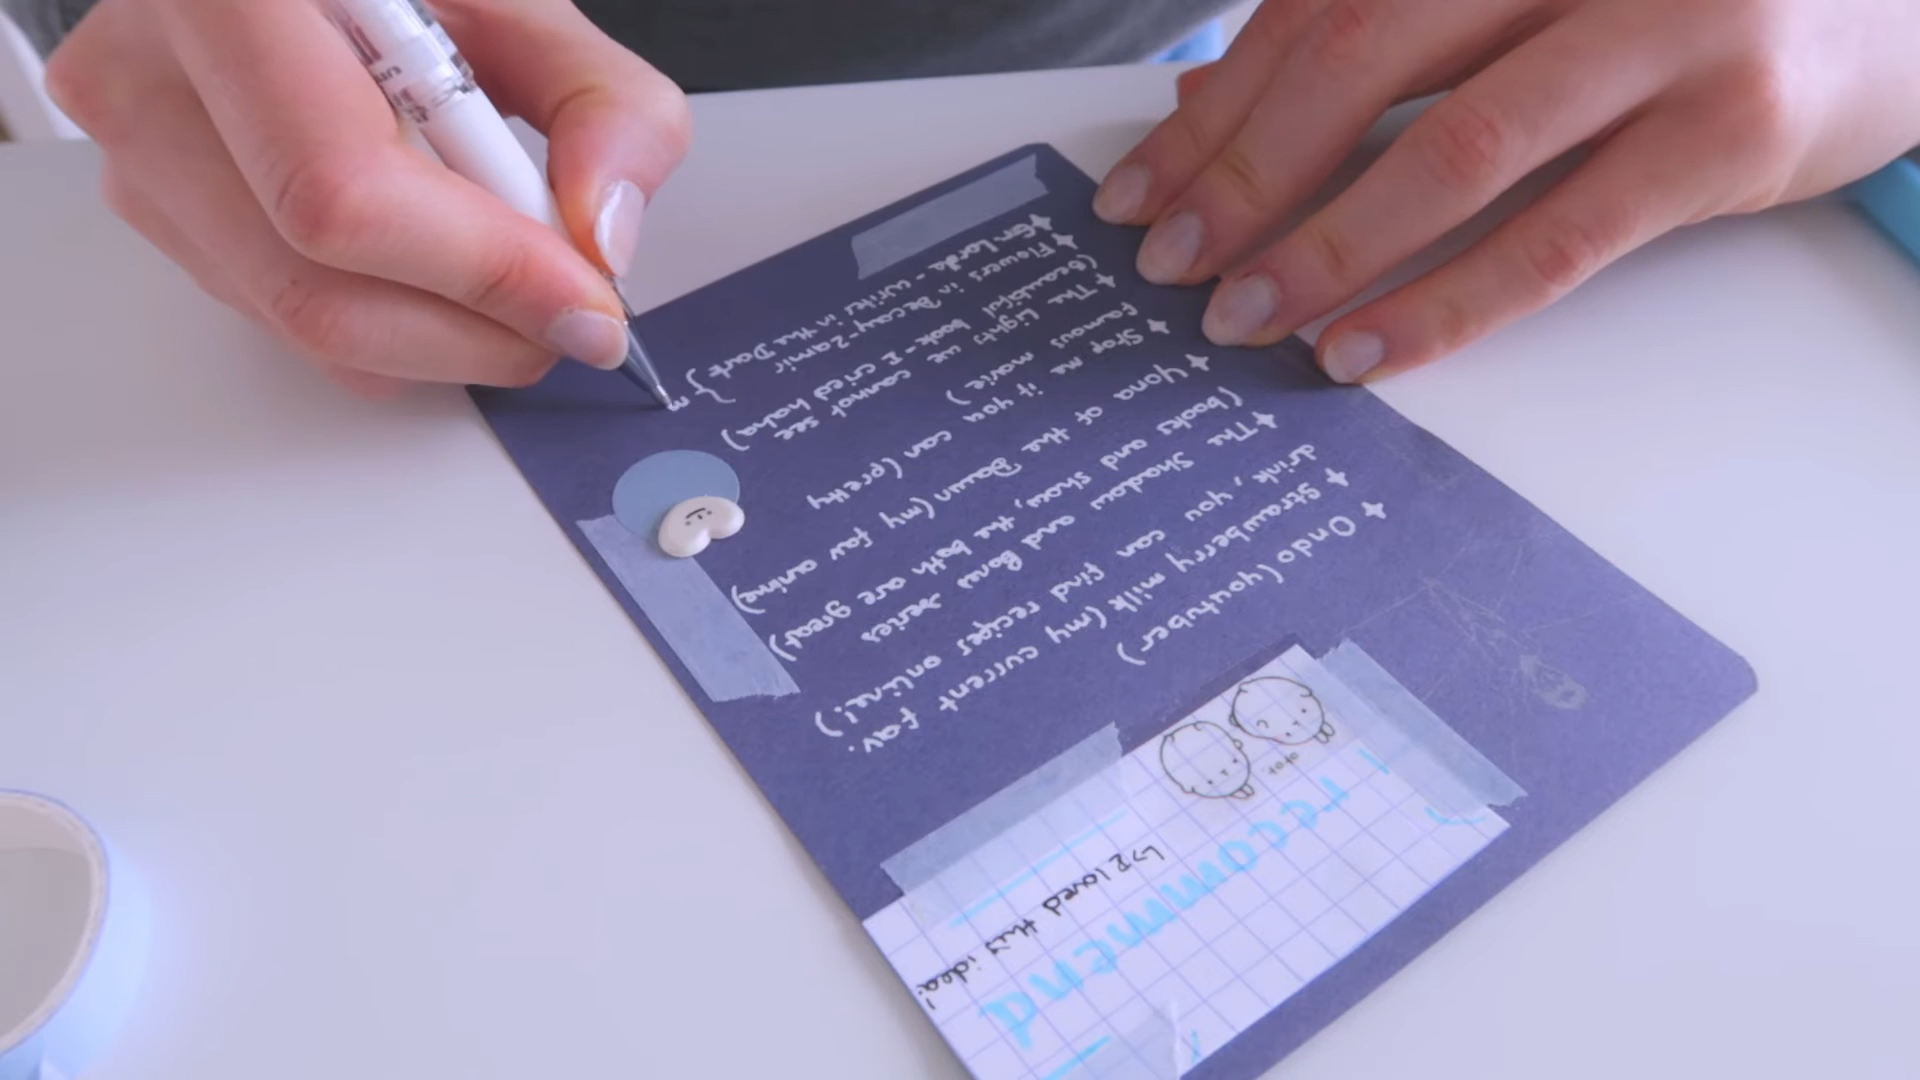 I recommend
↳ I loved this idea!
✦ Ondo (youtuber)
✦ Strawberry milk (my current fav.
drink, you can find recipes online!)
✦ The Shadow and Bones series
(books and show, the both are great)
✦ Yona of the Dawn (my fav anime)
✦ Stop me if you can (pretty
famous movie)
✦ The Lights we cannot see
(beautiful book - I cried haha)
✦ Flowers in Decay - Zamir
✦ Lorde - writer in the Dark } m